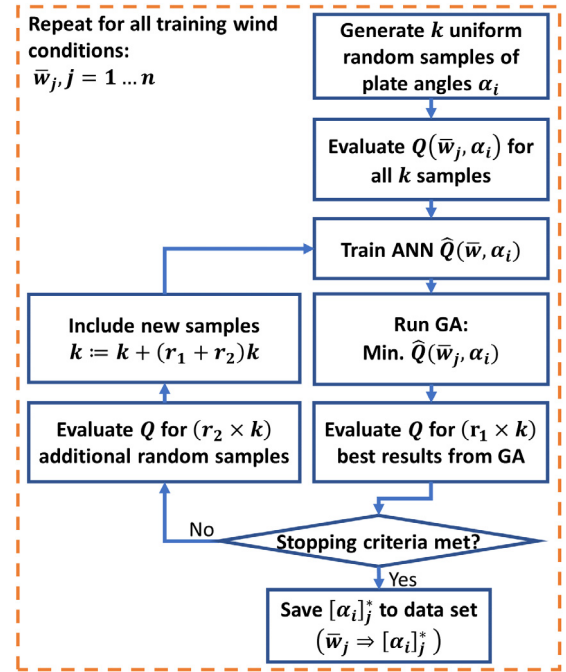 Repeat for all training wind
conditions:
w̄ⱼ, j = 1 … n
Generate k uniform
random samples of
plate angles αᵢ
Evaluate Q(w̄ⱼ, αᵢ) for
all k samples
Train ANN Q̂(w̄, αᵢ)
Run GA:
Min. Q̂(w̄ⱼ, αᵢ)
Include new samples
k ≔ k + (r₁ + r₂)k
Evaluate Q for (r₂ × k)
additional random samples
Evaluate Q for (r₁ × k)
best results from GA
No
Stopping criteria met?
Yes
Save [αᵢ]ⱼ* to data set
(w̄ⱼ ⇒ [αᵢ]ⱼ*)